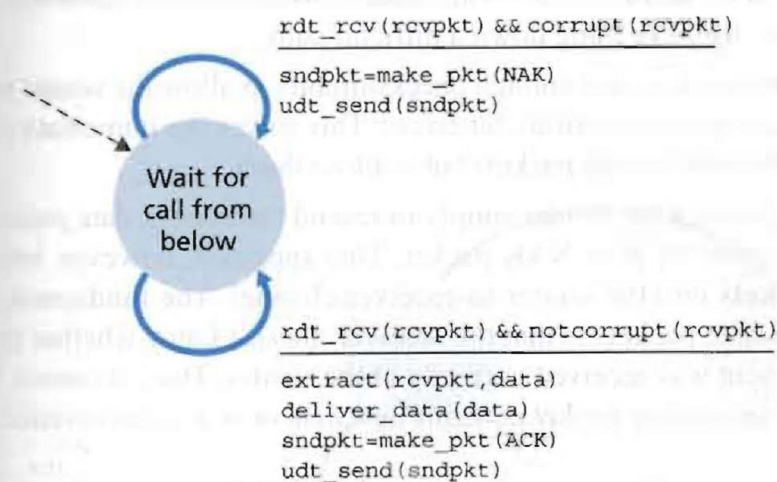 rdt_rcv(rcvpkt) && corrupt(rcvpkt)
sndpkt=make_pkt(NAK)
udt_send(sndpkt)
Wait for
call from
below
rdt_rcv(rcvpkt) && notcorrupt(rcvpkt)
extract(rcvpkt,data)
deliver_data(data)
sndpkt=make_pkt(ACK)
udt_send(sndpkt)